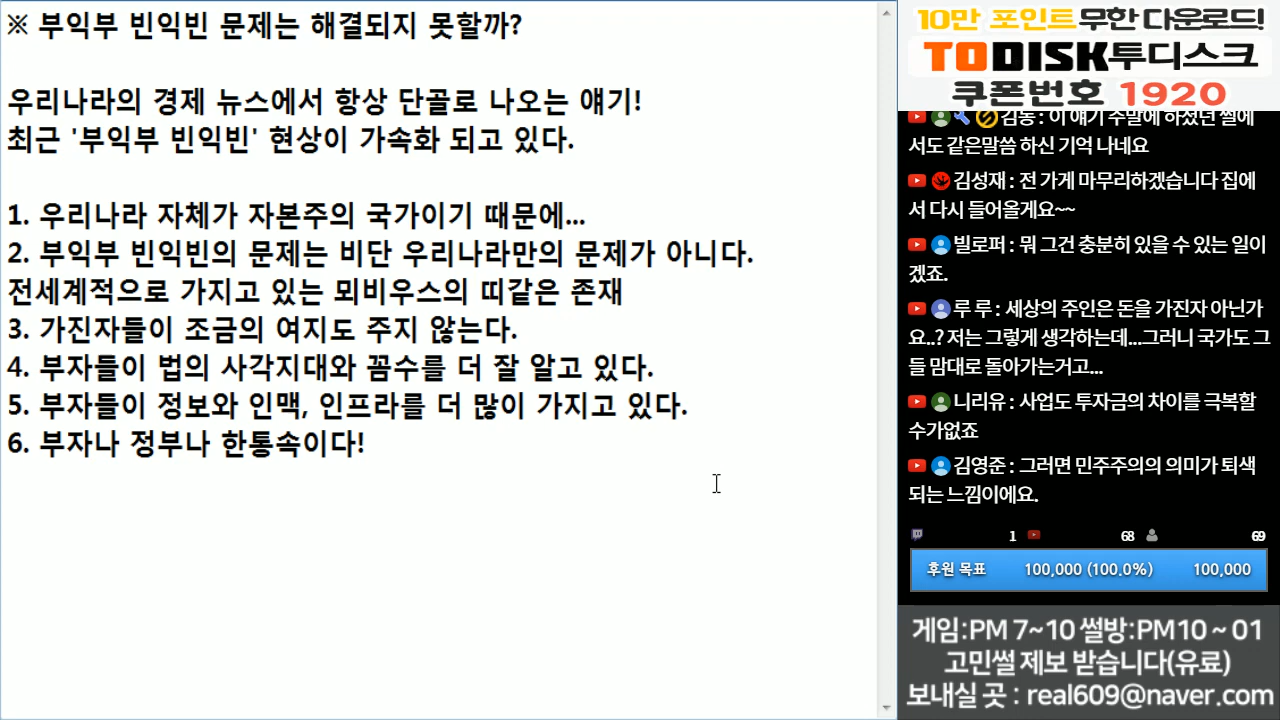 ※ 부익부 빈익빈 문제는 해결되지 못할까?
우리나라의 경제 뉴스에서 항상 단골로 나오는 얘기!
최근 '부익부 빈익빈' 현상이 가속화 되고 있다.
1. 우리나라 자체가 자본주의 국가이기 때문에...
2. 부익부 빈익빈의 문제는 비단 우리나라만의 문제가 아니다.
전세계적으로 가지고 있는 뫼비우스의 띠같은 존재
3. 가진자들이 조금의 여지도 주지 않는다.
4. 부자들이 법의 사각지대와 꼼수를 더 잘 알고 있다.
5. 부자들이 정보와 인맥, 인프라를 더 많이 가지고 있다.
6. 부자나 정부나 한통속이다!
10만 포인트 무한 다운로드!
TODISK투디스크
쿠폰번호 1920
김동 : 이 얘기 주말에 하셨던 썰에
서도 같은말씀 하신 기억 나네요
김성재 : 전 가게 마무리하겠습니다 집에
서 다시 들어올게요~~
빌로퍼 : 뭐 그건 충분히 있을 수 있는 일이
겠죠.
루 루 : 세상의 주인은 돈을 가진자 아닌가
요..? 저는 그렇게 생각하는데...그러니 국가도 그
들 맘대로 돌아가는거고...
니리유 : 사업도 투자금의 차이를 극복할
수가없죠
김영준 : 그러면 민주주의의 의미가 퇴색
되는 느낌이에요.
1 68 69
후원 목표 100,000 (100.0%) 100,000
게임:PM 7~10 썰방:PM10 ~ 01
고민썰 제보 받습니다(유료)
보내실 곳 : real609@naver.com